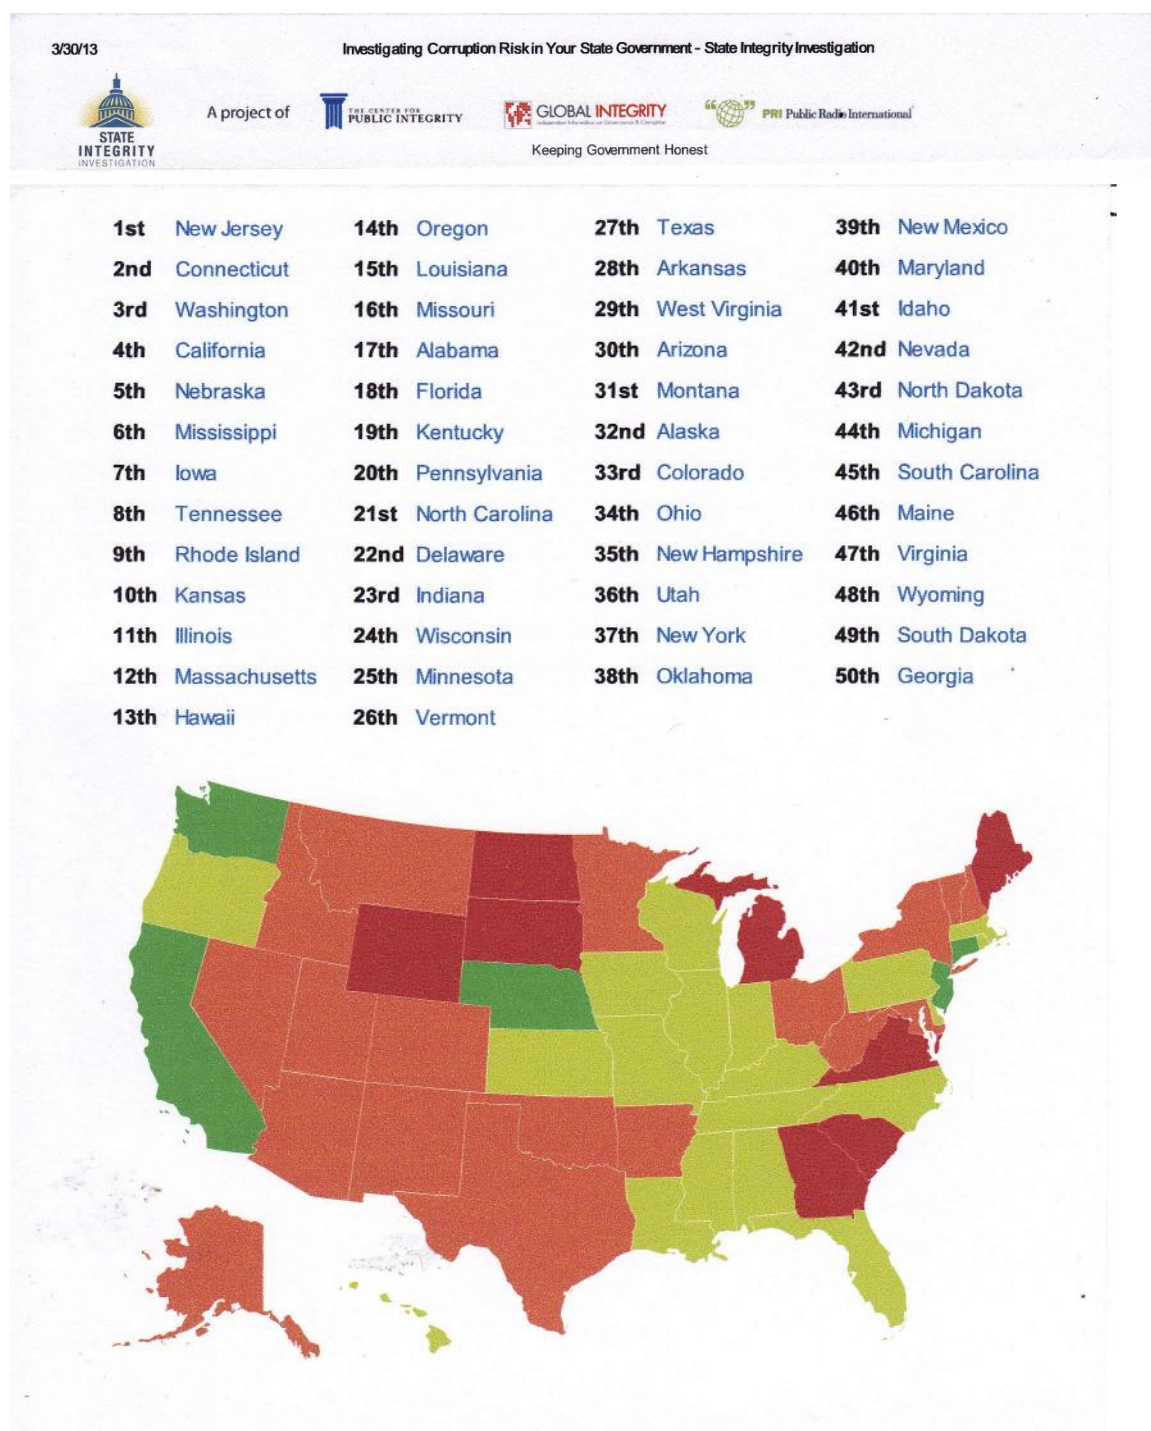 3/30/13
Investigating Corruption Risk in Your State Government - State Integrity Investigation
STATE
INTEGRITY
INVESTIGATION
A project of
THE CENTER FOR
PUBLIC INTEGRITY
GLOBAL INTEGRITY
Independent Information on Governance & Corruption
PRI Public Radio International
Keeping Government Honest
1st New Jersey
2nd Connecticut
3rd Washington
4th California
5th Nebraska
6th Mississippi
7th Iowa
8th Tennessee
9th Rhode Island
10th Kansas
11th Illinois
12th Massachusetts
13th Hawaii
14th Oregon
15th Louisiana
16th Missouri
17th Alabama
18th Florida
19th Kentucky
20th Pennsylvania
21st North Carolina
22nd Delaware
23rd Indiana
24th Wisconsin
25th Minnesota
26th Vermont
27th Texas
28th Arkansas
29th West Virginia
30th Arizona
31st Montana
32nd Alaska
33rd Colorado
34th Ohio
35th New Hampshire
36th Utah
37th New York
38th Oklahoma
39th New Mexico
40th Maryland
41st Idaho
42nd Nevada
43rd North Dakota
44th Michigan
45th South Carolina
46th Maine
47th Virginia
48th Wyoming
49th South Dakota
50th Georgia